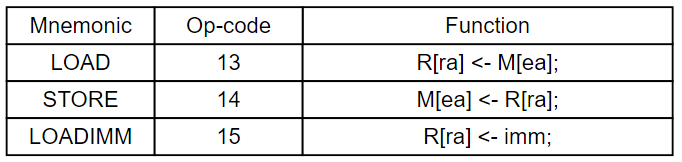 Mnemonic Op-code Function
LOAD 13 R[ra] <- M[ea];
STORE 14 M[ea] <- R[ra];
LOADIMM 15 R[ra] <- imm;